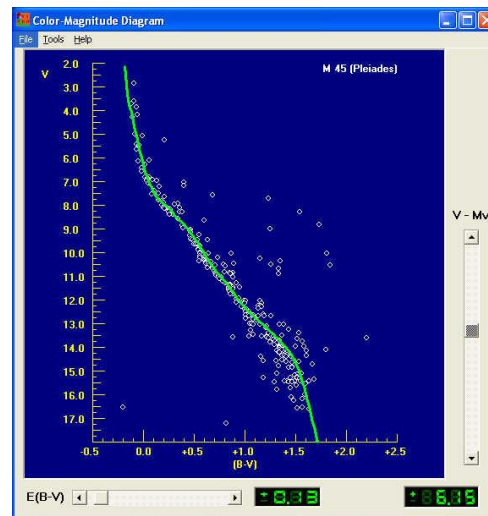 Color-Magnitude Diagram
File Tools Help
M 45 (Pleiades)
V
2.0
3.0
4.0
5.0
6.0
7.0
8.0
9.0
10.0
11.0
12.0
13.0
14.0
15.0
16.0
17.0
-0.5 0.0 +0.5 +1.0 +1.5 +2.0 +2.5
(B-V)
V - Mv
E(B-V) ±0.13 ±6.15